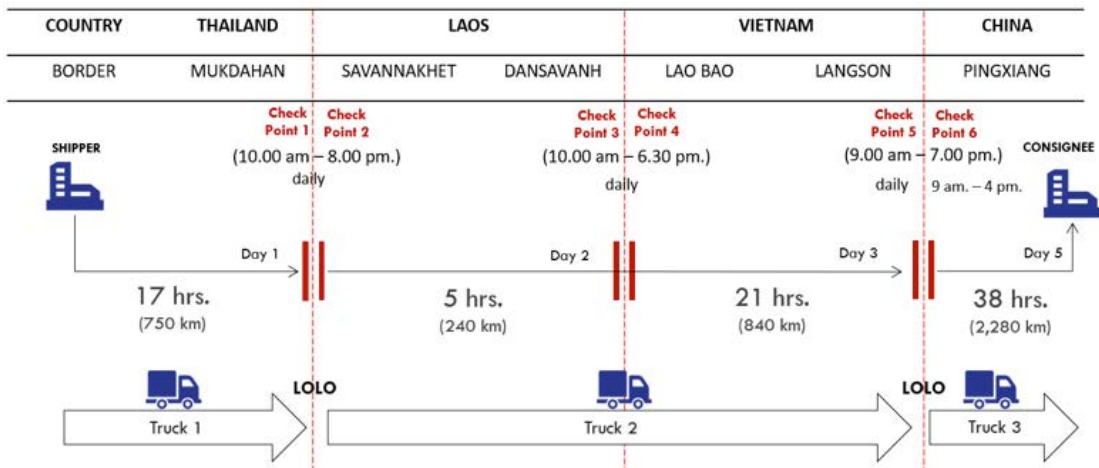 COUNTRY THAILAND LAOS VIETNAM CHINA
BORDER MUKDAHAN SAVANNAKHET DANSAVANH LAO BAO LANGSON PINGXIANG
Check Point 1 Check Point 2 Check Point 3 Check Point 4 Check Point 5 Check Point 6
SHIPPER (10.00 am – 8.00 pm.) (10.00 am – 6.30 pm.) (9.00 am – 7.00 pm.) CONSIGNEE
daily daily daily 9 am. – 4 pm.
Day 1 Day 2 Day 3 Day 5
17 hrs. 5 hrs. 21 hrs. 38 hrs.
(750 km) (240 km) (840 km) (2,280 km)
LOLO LOLO
Truck 1 Truck 2 Truck 3